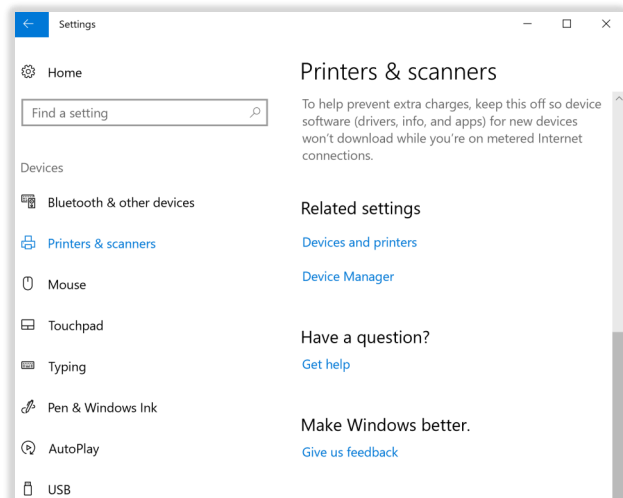 Settings
Home
Find a setting
Devices
Bluetooth & other devices
Printers & scanners
Mouse
Touchpad
Typing
Pen & Windows Ink
AutoPlay
USB
Printers & scanners
To help prevent extra charges, keep this off so device
software (drivers, info, and apps) for new devices
won't download while you're on metered Internet
connections.
Related settings
Devices and printers
Device Manager
Have a question?
Get help
Make Windows better.
Give us feedback